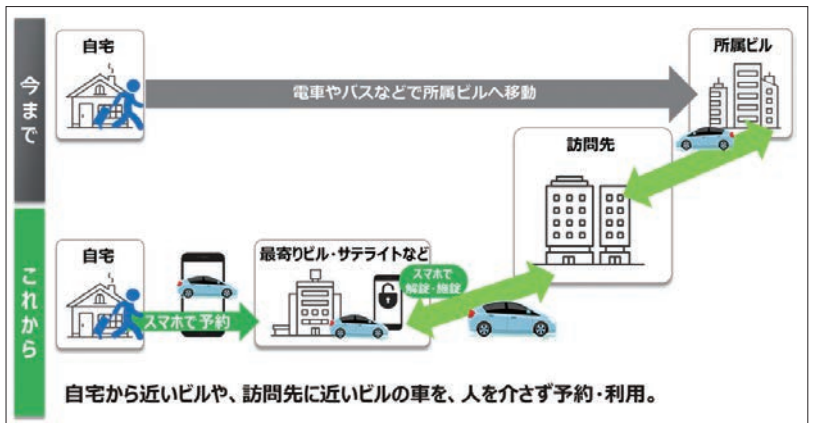 今まで
自宅
電車やバスなどで所属ビルへ移動
所属ビル
訪問先
これから
自宅
スマホで予約
最寄りビル・サテライトなど
スマホで
解錠・施錠
自宅から近いビルや、訪問先に近いビルの車を、人を介さず予約・利用。